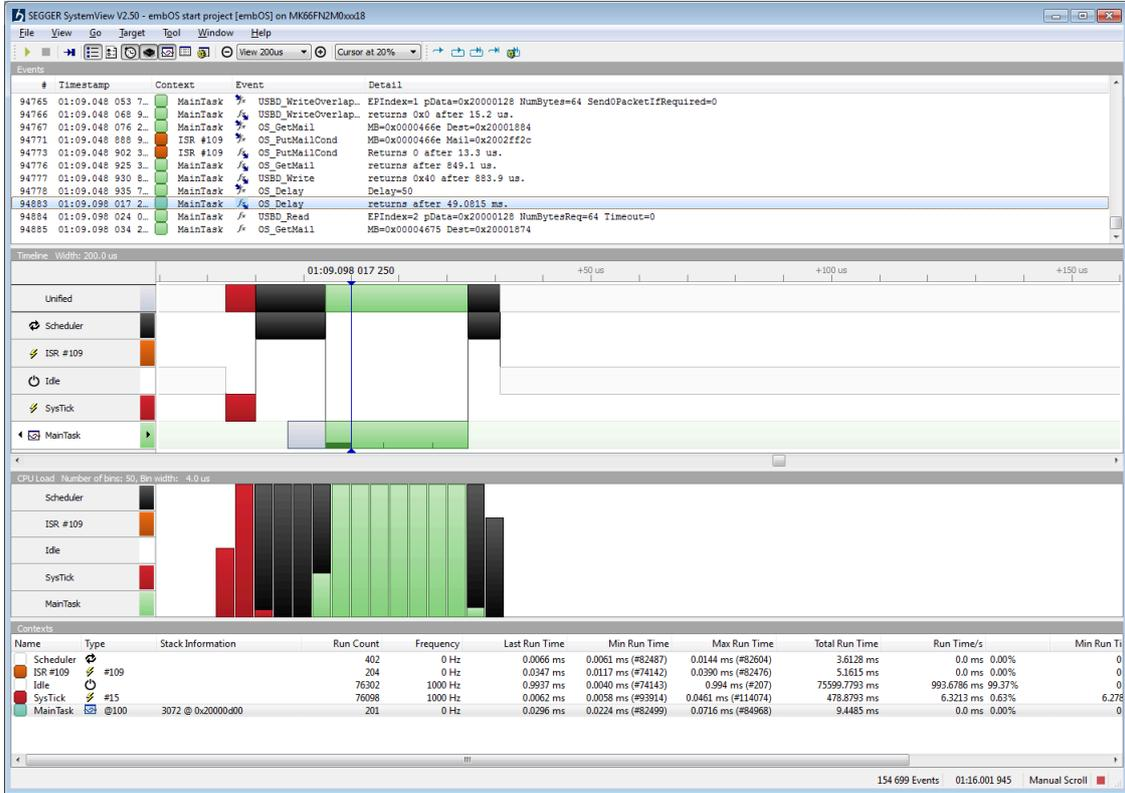 SEGGER SystemView V2.50 - embOS start project [embOS] on MK66FN2M0xxx18
File View Go Target Tool Window Help
View 200us Cursor at 20%
Events
# Timestamp Context Event Detail
94765 01:09.048 053 7... MainTask USBD_WriteOverlap... EPIndex=1 pData=0x20000128 NumBytes=64 Send0PacketIfRequired=0
94766 01:09.048 068 9... MainTask USBD_WriteOverlap... returns 0x0 after 15.2 us.
94767 01:09.048 076 2... MainTask OS_GetMail MB=0x0000466e Dest=0x20001884
94771 01:09.048 888 9... ISR #109 OS_PutMailCond MB=0x0000466e Mail=0x2002ff2c
94773 01:09.048 902 3... ISR #109 OS_PutMailCond Returns 0 after 13.3 us.
94776 01:09.048 925 3... MainTask OS_GetMail returns after 849.1 us.
94777 01:09.048 930 8... MainTask USBD_Write returns 0x40 after 883.9 us.
94778 01:09.048 935 7... MainTask OS_Delay Delay=50
94883 01:09.098 017 2... MainTask OS_Delay returns after 49.0815 ms.
94884 01:09.098 024 0... MainTask USBD_Read EPIndex=2 pData=0x20000128 NumBytesReq=64 Timeout=0
94885 01:09.098 034 2... MainTask OS_GetMail MB=0x00004675 Dest=0x20001874
Timeline Width: 200.0 us
01:09.098 017 250 +50 us +100 us +150 us
Unified
Scheduler
ISR #109
Idle
SysTick
MainTask
CPU Load Number of bins: 50, Bin width: 4.0 us
Scheduler
ISR #109
Idle
SysTick
MainTask
Contexts
Name Type Stack Information Run Count Frequency Last Run Time Min Run Time Max Run Time Total Run Time Run Time/s Min Run Ti
Scheduler 402 0 Hz 0.0066 ms 0.0061 ms (#82487) 0.0144 ms (#82604) 3.6128 ms 0.0 ms 0.00% 0
ISR #109 #109 204 0 Hz 0.0347 ms 0.0117 ms (#74142) 0.0390 ms (#82476) 5.1615 ms 0.0 ms 0.00% 0
Idle 76302 1000 Hz 0.9937 ms 0.0040 ms (#74143) 0.994 ms (#207) 75599.7793 ms 993.6786 ms 99.37% 0
SysTick #15 76098 1000 Hz 0.0062 ms 0.0058 ms (#93914) 0.0461 ms (#114074) 478.8793 ms 6.3213 ms 0.63% 6.278
MainTask @100 3072 @ 0x20000d00 201 0 Hz 0.0296 ms 0.0224 ms (#82499) 0.0716 ms (#84968) 9.4485 ms 0.0 ms 0.00% 0
154 699 Events 01:16.001 945 Manual Scroll